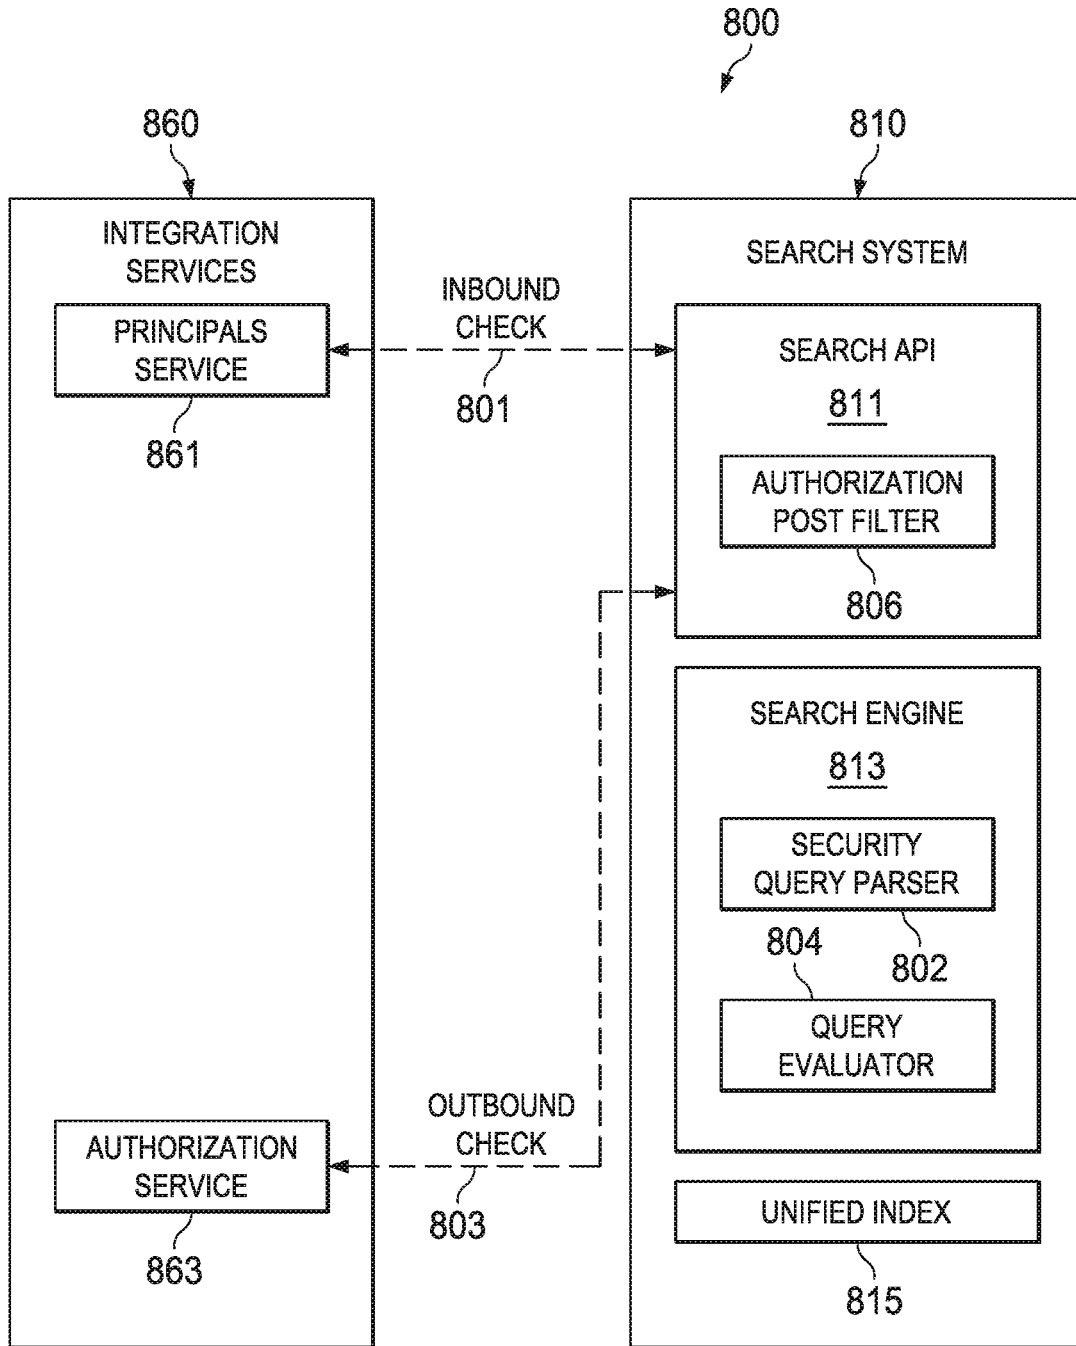 800
860
810
INTEGRATION
SERVICES
PRINCIPALS
SERVICE
861
INBOUND
CHECK
801
SEARCH SYSTEM
SEARCH API
811
AUTHORIZATION
POST FILTER
806
SEARCH ENGINE
813
SECURITY
QUERY PARSER
802
804
QUERY
EVALUATOR
OUTBOUND
CHECK
803
AUTHORIZATION
SERVICE
863
UNIFIED INDEX
815